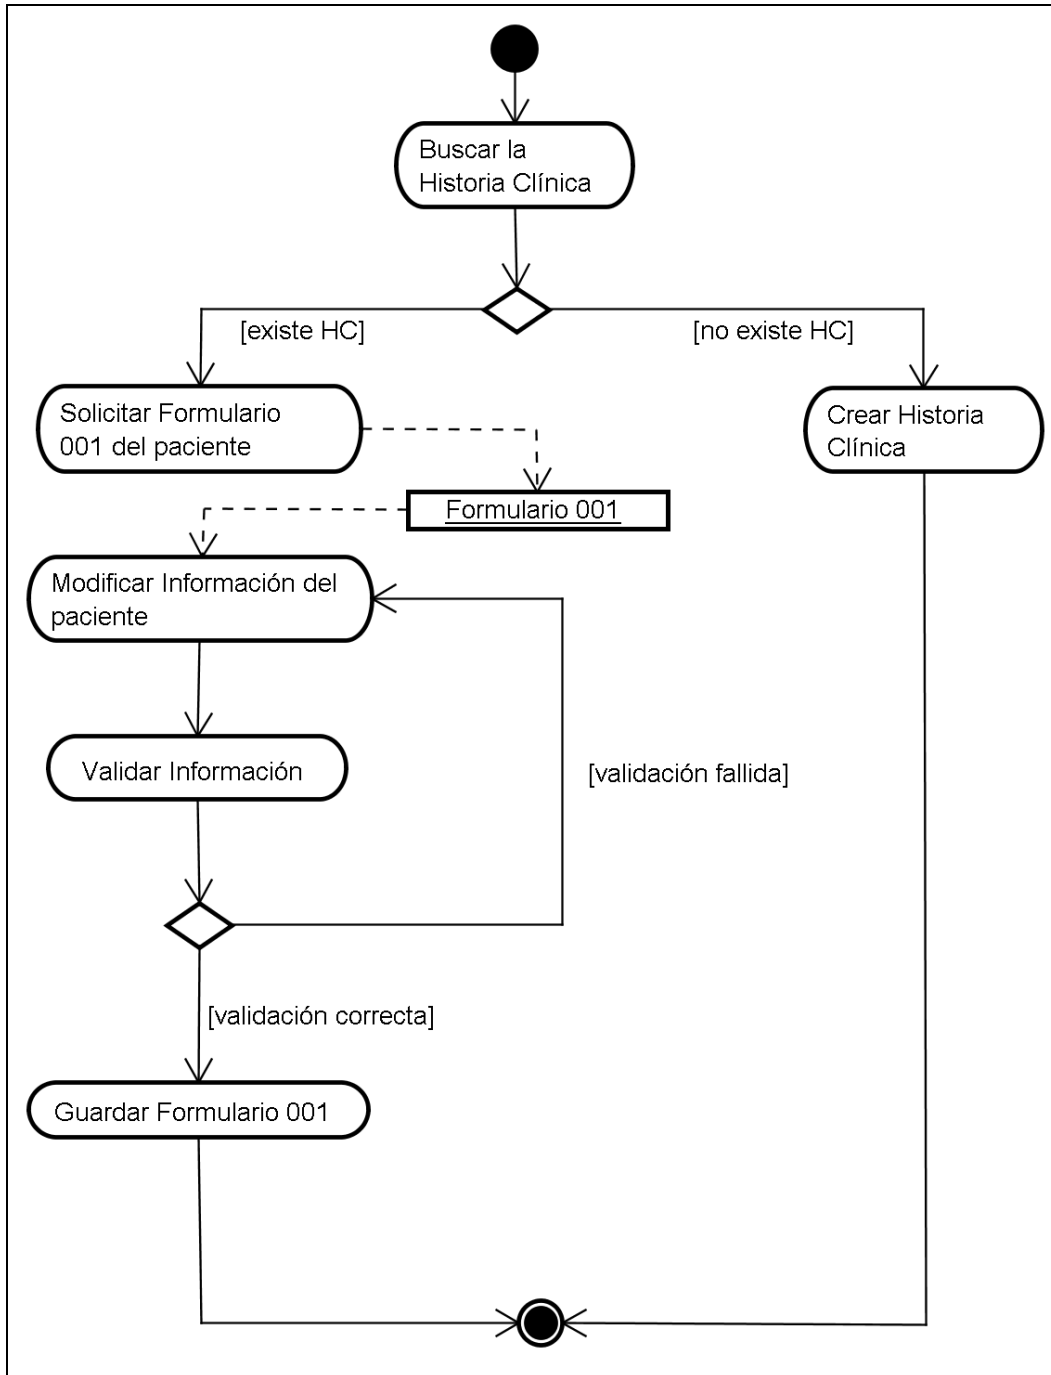 Buscar la
Historia Clínica
[existe HC]
[no existe HC]
Solicitar Formulario
001 del paciente
Crear Historia
Clínica
Formulario 001
Modificar Información del
paciente
Validar Información
[validación fallida]
[validación correcta]
Guardar Formulario 001